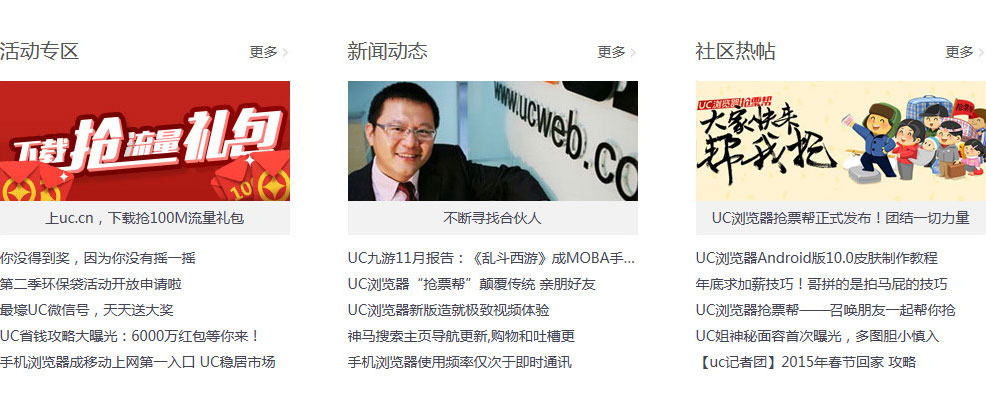 活动专区
更多
下载抢流量礼包
10
上uc.cn，下载抢100M流量礼包
你没得到奖，因为你没有摇一摇
第二季环保袋活动开放申请啦
最壕UC微信号，天天送大奖
UC省钱攻略大曝光：6000万红包等你来！
手机浏览器成移动上网第一入口 UC稳居市场
新闻动态
更多
www.ucweb.co
不断寻找合伙人
UC九游11月报告：《乱斗西游》成MOBA手...
UC浏览器“抢票帮”颠覆传统 亲朋好友
UC浏览器新版造就极致视频体验
神马搜索主页导航更新,购物和吐槽更
手机浏览器使用频率仅次于即时通讯
社区热帖
更多
UC浏览器抢票帮
大家快来
帮我抢
UC浏览器抢票帮正式发布！团结一切力量
UC浏览器Android版10.0皮肤制作教程
年底求加薪技巧！哥拼的是拍马屁的技巧
UC浏览器抢票帮——召唤朋友一起帮你抢
UC姐神秘面容首次曝光，多图胆小慎入
【uc记者团】2015年春节回家 攻略